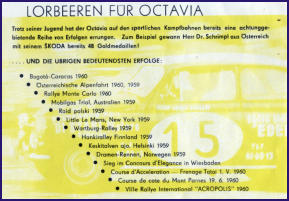 LORBEEREN FÜR OCTAVIA
Trotz seiner Jugend hat der Octavia auf den sportlichen Kampfbahnen bereits eine achtungge-
bietende Reihe von Erfolgen errungen. Zum Beispiel gewann Herr Dr. Schrimpl aus Österreich
mit seinem ŠKODA bereits 48 Goldmedaillen!
.....UND DIE ÜBRIGEN BEDEUTENDSTEN ERFOLGE:
Bogotá-Caracas 1960
Österreichische Alpenfahrt 1960, 1959
Rallye Monte Carlo 1960
Mobilgas Trial, Australien 1959
Raid polski 1959
Little Le Mans, New York 1959
Wartburg-Ralley 1959
Hankiralley Finnland 1959
Keskitalven ajo, Helsinki 1959
Dramen-Rennen, Norwegen 1959
Sieg im Concours d'Elegance in Wiesbaden
Course d'Acceleration — Frenage Total 1. V. 1960
Course de cote du Mont Parnes 19. 6. 1960
VIIIe Rallye International "ACROPOLIS" 1960
15